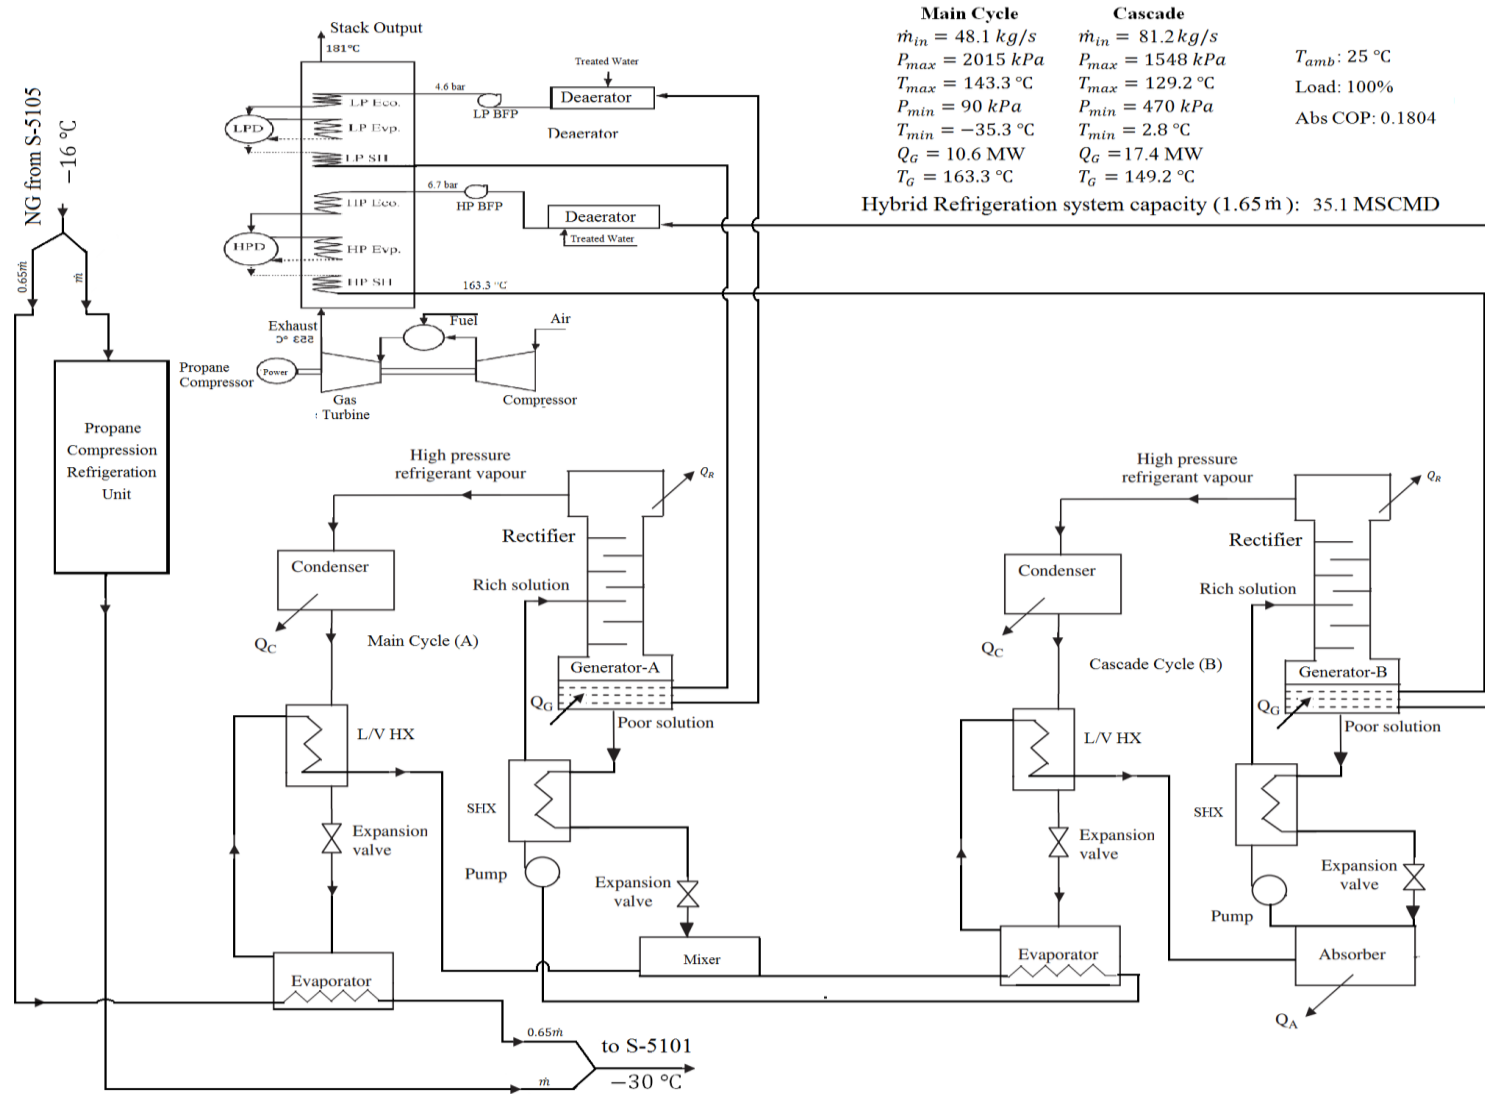 Stack Output
181°C
Treated Water
4.6 bar
LP BFP
Deaerator
Deaerator
LP Eco.
LPD
LP Evp.
LP SH
6.7 bar
HP BFP
Deaerator
Treated Water
HP Eco.
HPD
HP Evp.
HP SH
163.3 °C
Exhaust
553 °C
Fuel
Air
Propane
Compressor
Power
Gas
: Turbine
Compressor
NG from S-5105
−16 °C
0.65ṁ
ṁ
Propane
Compression
Refrigeration
Unit
Main Cycle
ṁin = 48.1 kg/s
Pmax = 2015 kPa
Tmax = 143.3 °C
Pmin = 90 kPa
Tmin = −35.3 °C
QG = 10.6 MW
TG = 163.3 °C
Cascade
ṁin = 81.2kg/s
Pmax = 1548 kPa
Tmax = 129.2 °C
Pmin = 470 kPa
Tmin = 2.8 °C
QG =17.4 MW
TG = 149.2 °C
Tamb: 25 °C
Load: 100%
Abs COP: 0.1804
Hybrid Refrigeration system capacity (1.65 ṁ ): 35.1 MSCMD
High pressure
refrigerant vapour
QR
Rectifier
Condenser
Rich solution
QC
Main Cycle (A)
Generator-A
QG
Poor solution
L/V HX
SHX
Expansion
valve
Pump
Expansion
valve
Mixer
Evaporator
0.65ṁ
to S-5101
−30 °C
ṁ
High pressure
refrigerant vapour
QR
Rectifier
Condenser
Rich solution
QC
Cascade Cycle (B)
Generator-B
QG
Poor solution
L/V HX
SHX
Expansion
valve
Expansion
valve
Pump
Evaporator
Absorber
QA